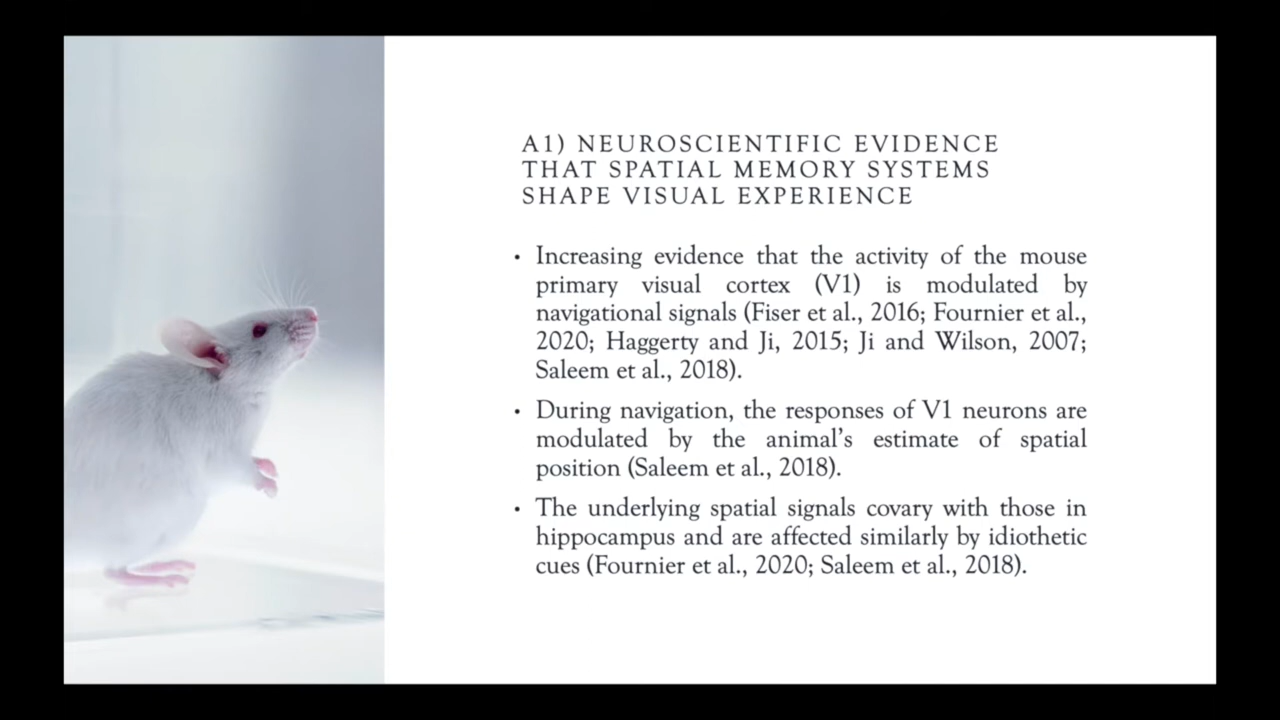 A1) NEUROSCIENTIFIC EVIDENCE
THAT SPATIAL MEMORY SYSTEMS
SHAPE VISUAL EXPERIENCE
• Increasing evidence that the activity of the mouse
primary visual cortex (V1) is modulated by
navigational signals (Fiser et al., 2016; Fournier et al.,
2020; Haggerty and Ji, 2015; Ji and Wilson, 2007;
Saleem et al., 2018).
• During navigation, the responses of V1 neurons are
modulated by the animal’s estimate of spatial
position (Saleem et al., 2018).
• The underlying spatial signals covary with those in
hippocampus and are affected similarly by idiothetic
cues (Fournier et al., 2020; Saleem et al., 2018).